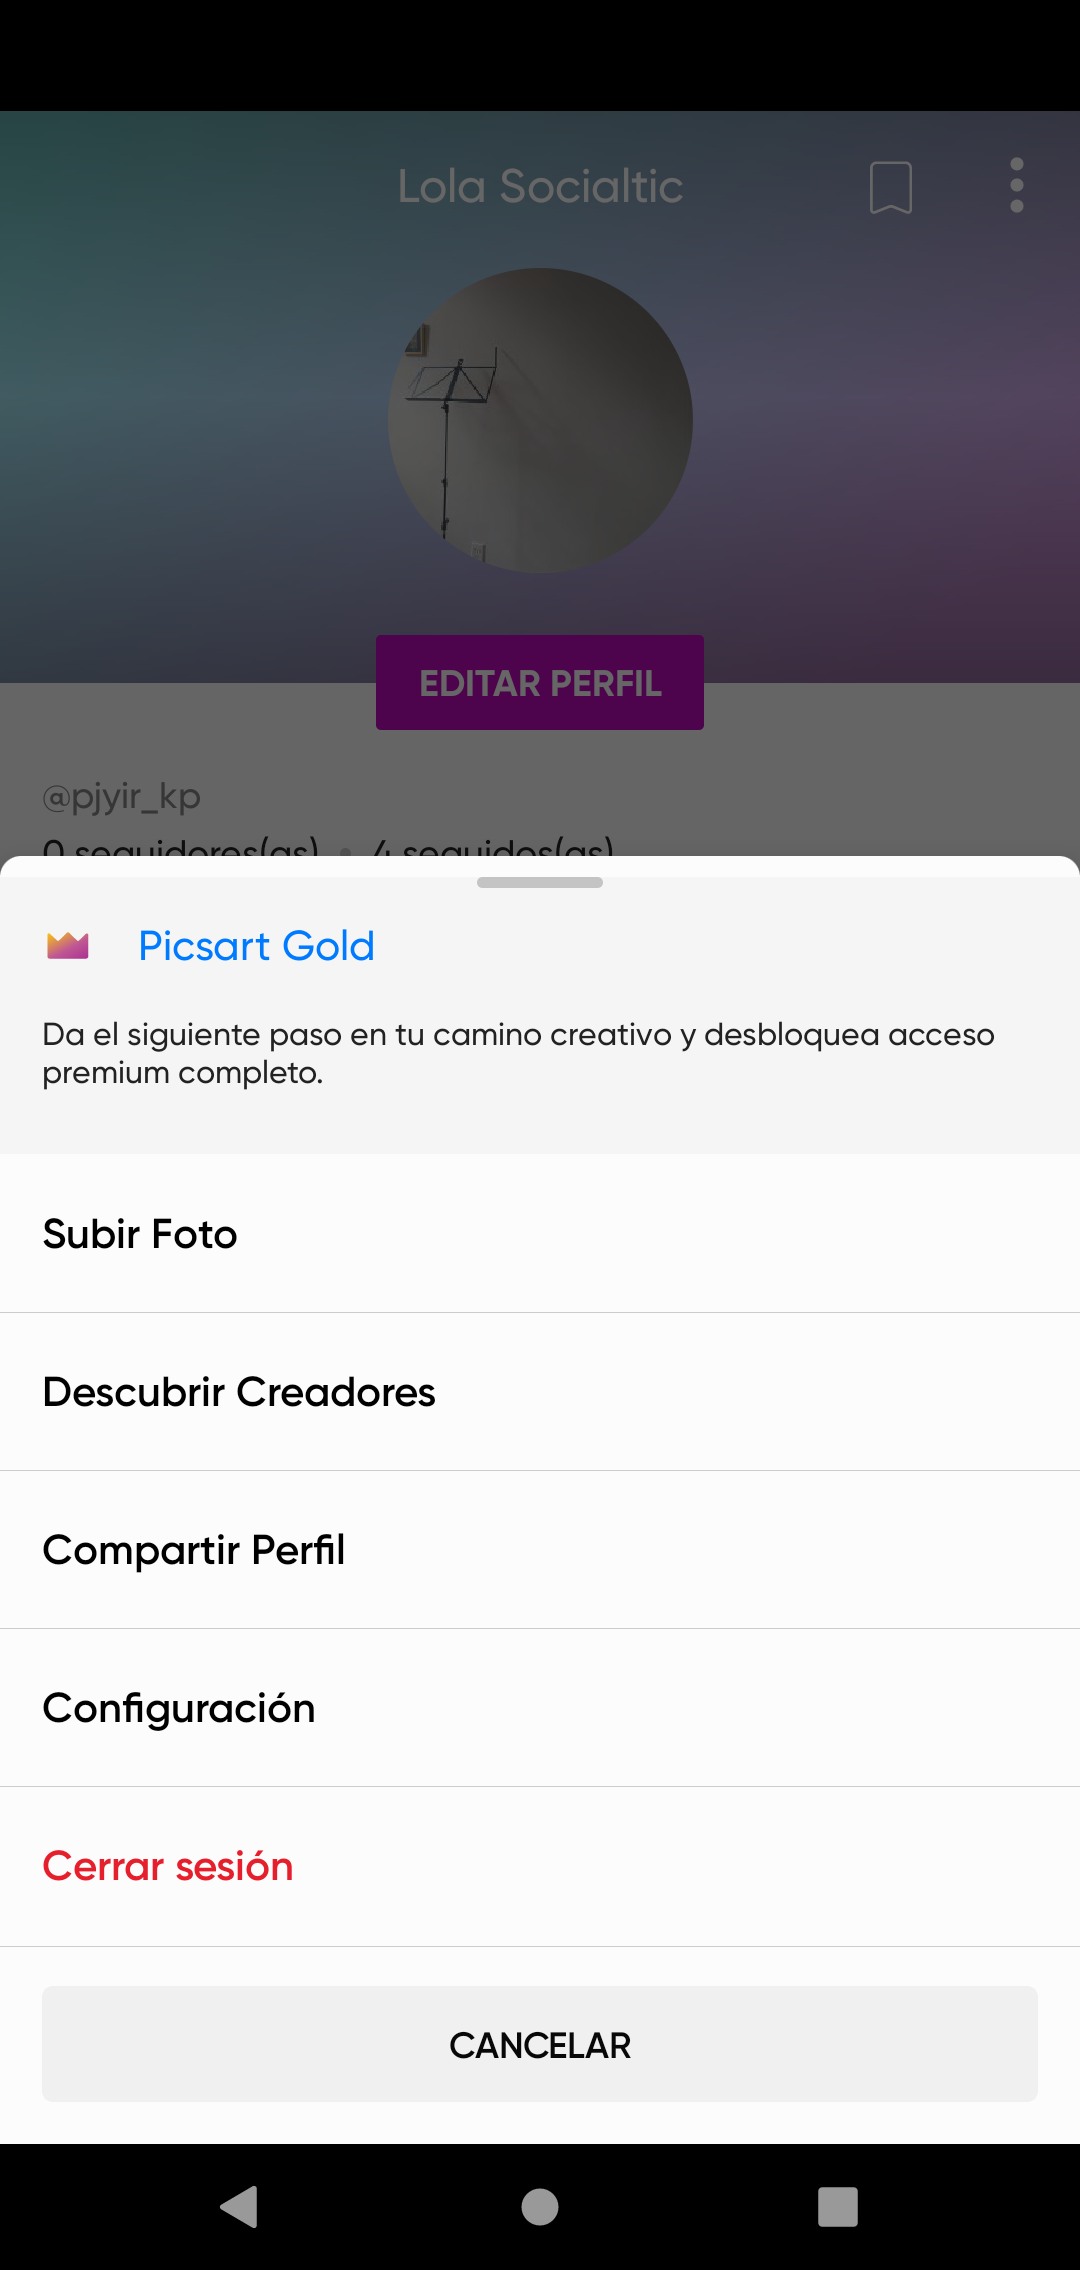 Lola Socialtic
EDITAR PERFIL
@pjyir_kp
0 seguidores(as) • 4 seguidos(as)
Picsart Gold
Da el siguiente paso en tu camino creativo y desbloquea acceso
premium completo.
Subir Foto
Descubrir Creadores
Compartir Perfil
Configuración
Cerrar sesión
CANCELAR